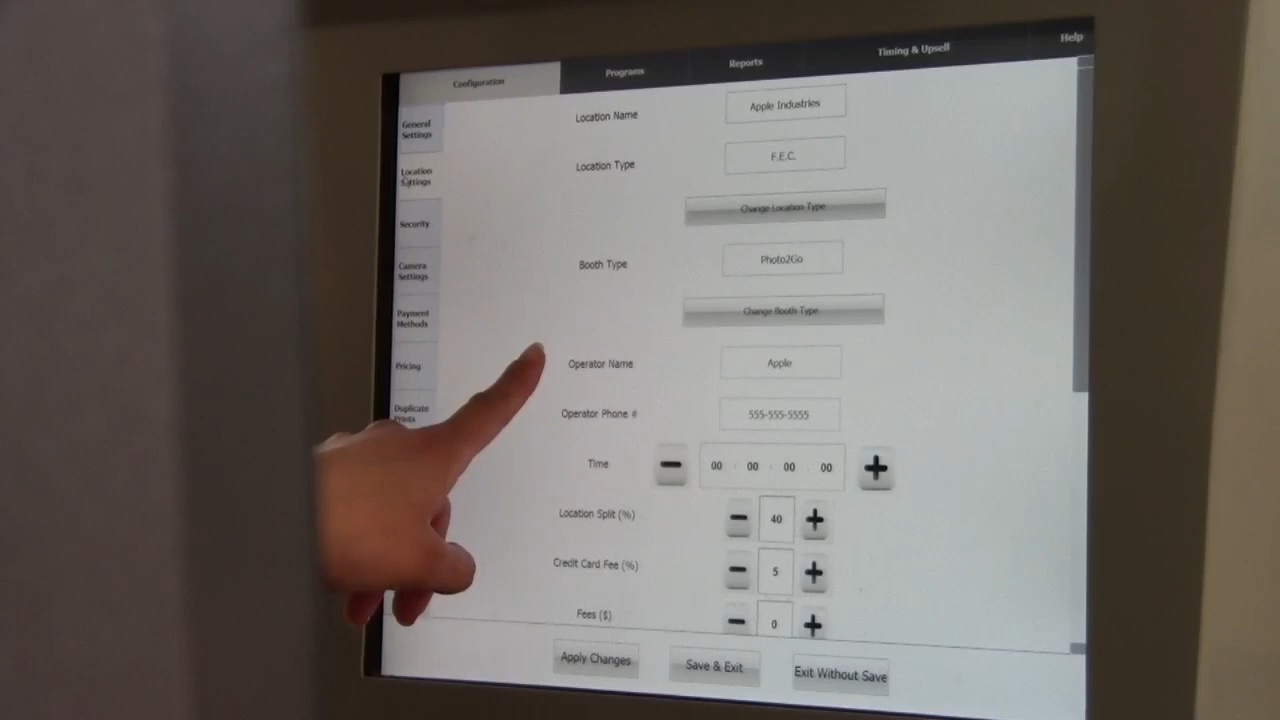 Configuration
Programs
Reports
Timing & Upsell
Help
General
Settings
Location
Settings
Security
Camera
Settings
Payment
Methods
Pricing
Duplicate
Prints
Location Name
Apple Industries
Location Type
F.E.C.
Change Location Type
Booth Type
Photo2Go
Change Booth Type
Operator Name
Apple
Operator Phone #
555-555-5555
Time
00 00 00 00
Location Split (%)
40
Credit Card Fee (%)
5
Fees ($)
0
Apply Changes
Save & Exit
Exit Without Save